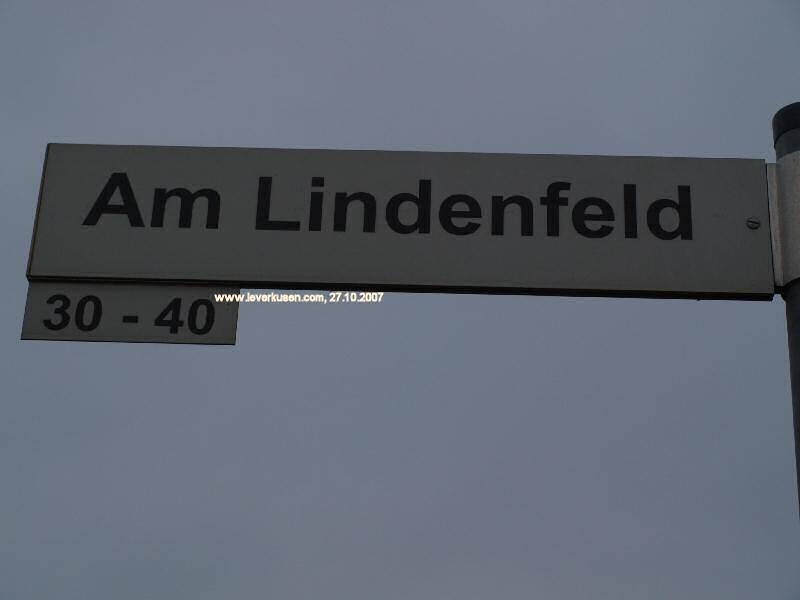 Am Lindenfeld
30 - 40
www.leverkusen.com, 27.10.2007